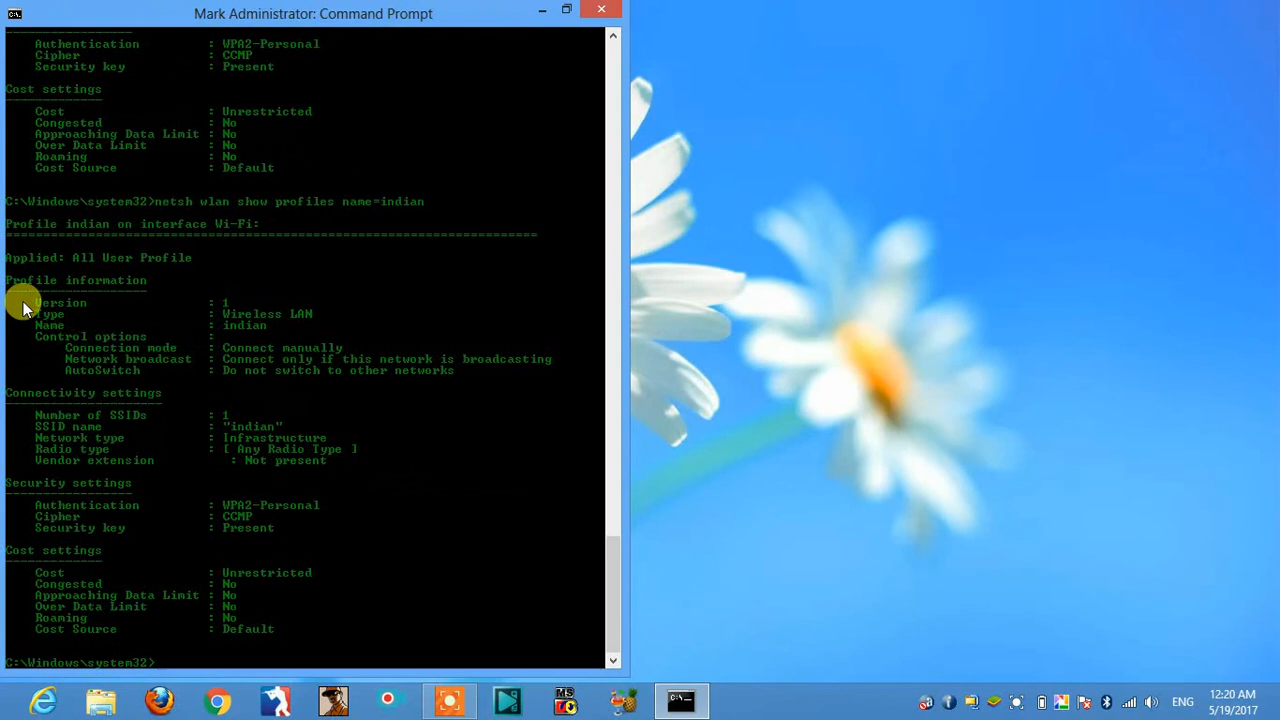 Mark Administrator: Command Prompt
Authentication : WPA2-Personal
Cipher : CCMP
Security key : Present
Cost settings
Cost : Unrestricted
Congested : No
Approaching Data Limit : No
Over Data Limit : No
Roaming : No
Cost Source : Default
C:\Windows\system32>netsh wlan show profiles name=indian
Profile indian on interface Wi-Fi:
=======================================================================
Applied: All User Profile
Profile information
Version : 1
Type : Wireless LAN
Name : indian
Control options :
Connection mode : Connect manually
Network broadcast : Connect only if this network is broadcasting
AutoSwitch : Do not switch to other networks
Connectivity settings
Number of SSIDs : 1
SSID name : "indian"
Network type : Infrastructure
Radio type : [ Any Radio Type ]
Vendor extension : Not present
Security settings
Authentication : WPA2-Personal
Cipher : CCMP
Security key : Present
Cost settings
Cost : Unrestricted
Congested : No
Approaching Data Limit : No
Over Data Limit : No
Roaming : No
Cost Source : Default
C:\Windows\system32>
MS
ENG
12:20 AM
5/19/2017